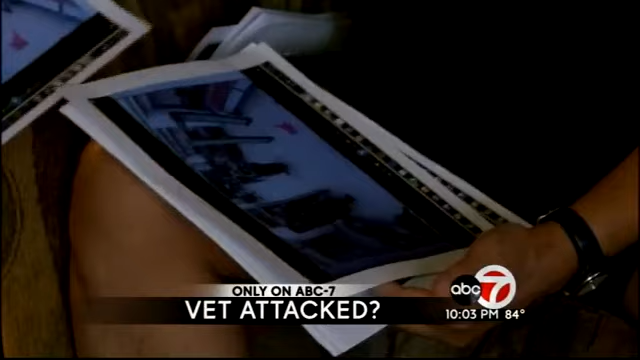 ONLY ON ABC-7
VET ATTACKED?
abc 7
10:03 PM 84°